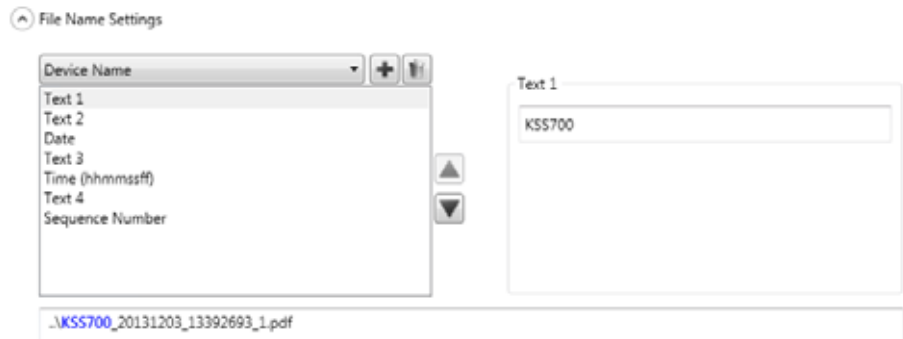 File Name Settings
Device Name
Text 1
Text 2
Date
Text 3
Time (hhmmssff)
Text 4
Sequence Number
Text 1
KSS700
..\KSS700_20131203_13392693_1.pdf